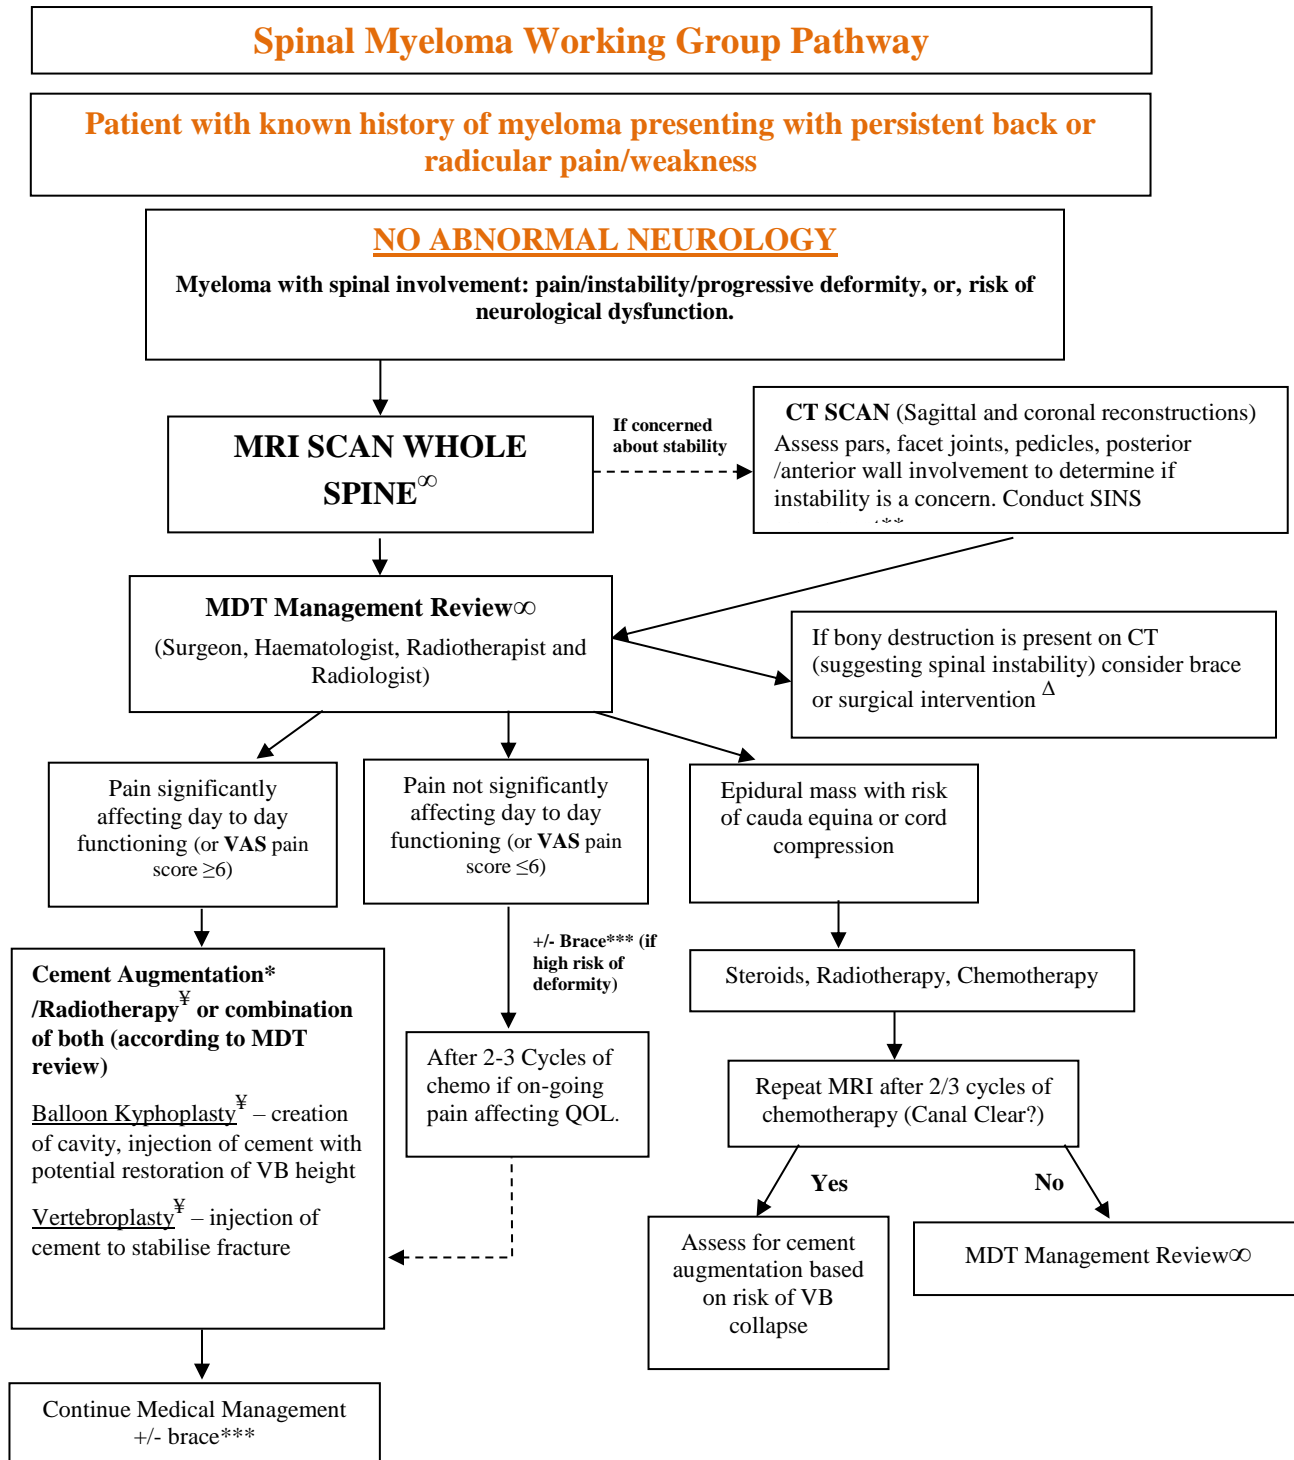 Spinal Myeloma Working Group Pathway
Patient with known history of myeloma presenting with persistent back or
radicular pain/weakness
NO ABNORMAL NEUROLOGY
Myeloma with spinal involvement: pain/instability/progressive deformity, or, risk of
neurological dysfunction.
MRI SCAN WHOLE
SPINE∞
If concerned
about stability
CT SCAN (Sagittal and coronal reconstructions)
Assess pars, facet joints, pedicles, posterior
/anterior wall involvement to determine if
instability is a concern. Conduct SINS
**
MDT Management Review∞
(Surgeon, Haematologist, Radiotherapist and
Radiologist)
If bony destruction is present on CT
(suggesting spinal instability) consider brace
or surgical intervention Δ
Pain significantly
affecting day to day
functioning (or VAS pain
score ≥6)
Pain not significantly
affecting day to day
functioning (or VAS pain
score ≤6)
Epidural mass with risk
of cauda equina or cord
compression
+/- Brace*** (if
high risk of
deformity)
Cement Augmentation*
/Radiotherapy¥ or combination
of both (according to MDT
review)
Balloon Kyphoplasty¥ – creation
of cavity, injection of cement with
potential restoration of VB height
Vertebroplasty¥ – injection of
cement to stabilise fracture
After 2-3 Cycles of
chemo if on-going
pain affecting QOL.
Steroids, Radiotherapy, Chemotherapy
Repeat MRI after 2/3 cycles of
chemotherapy (Canal Clear?)
Yes
No
Assess for cement
augmentation based
on risk of VB
collapse
MDT Management Review∞
Continue Medical Management
+/- brace***